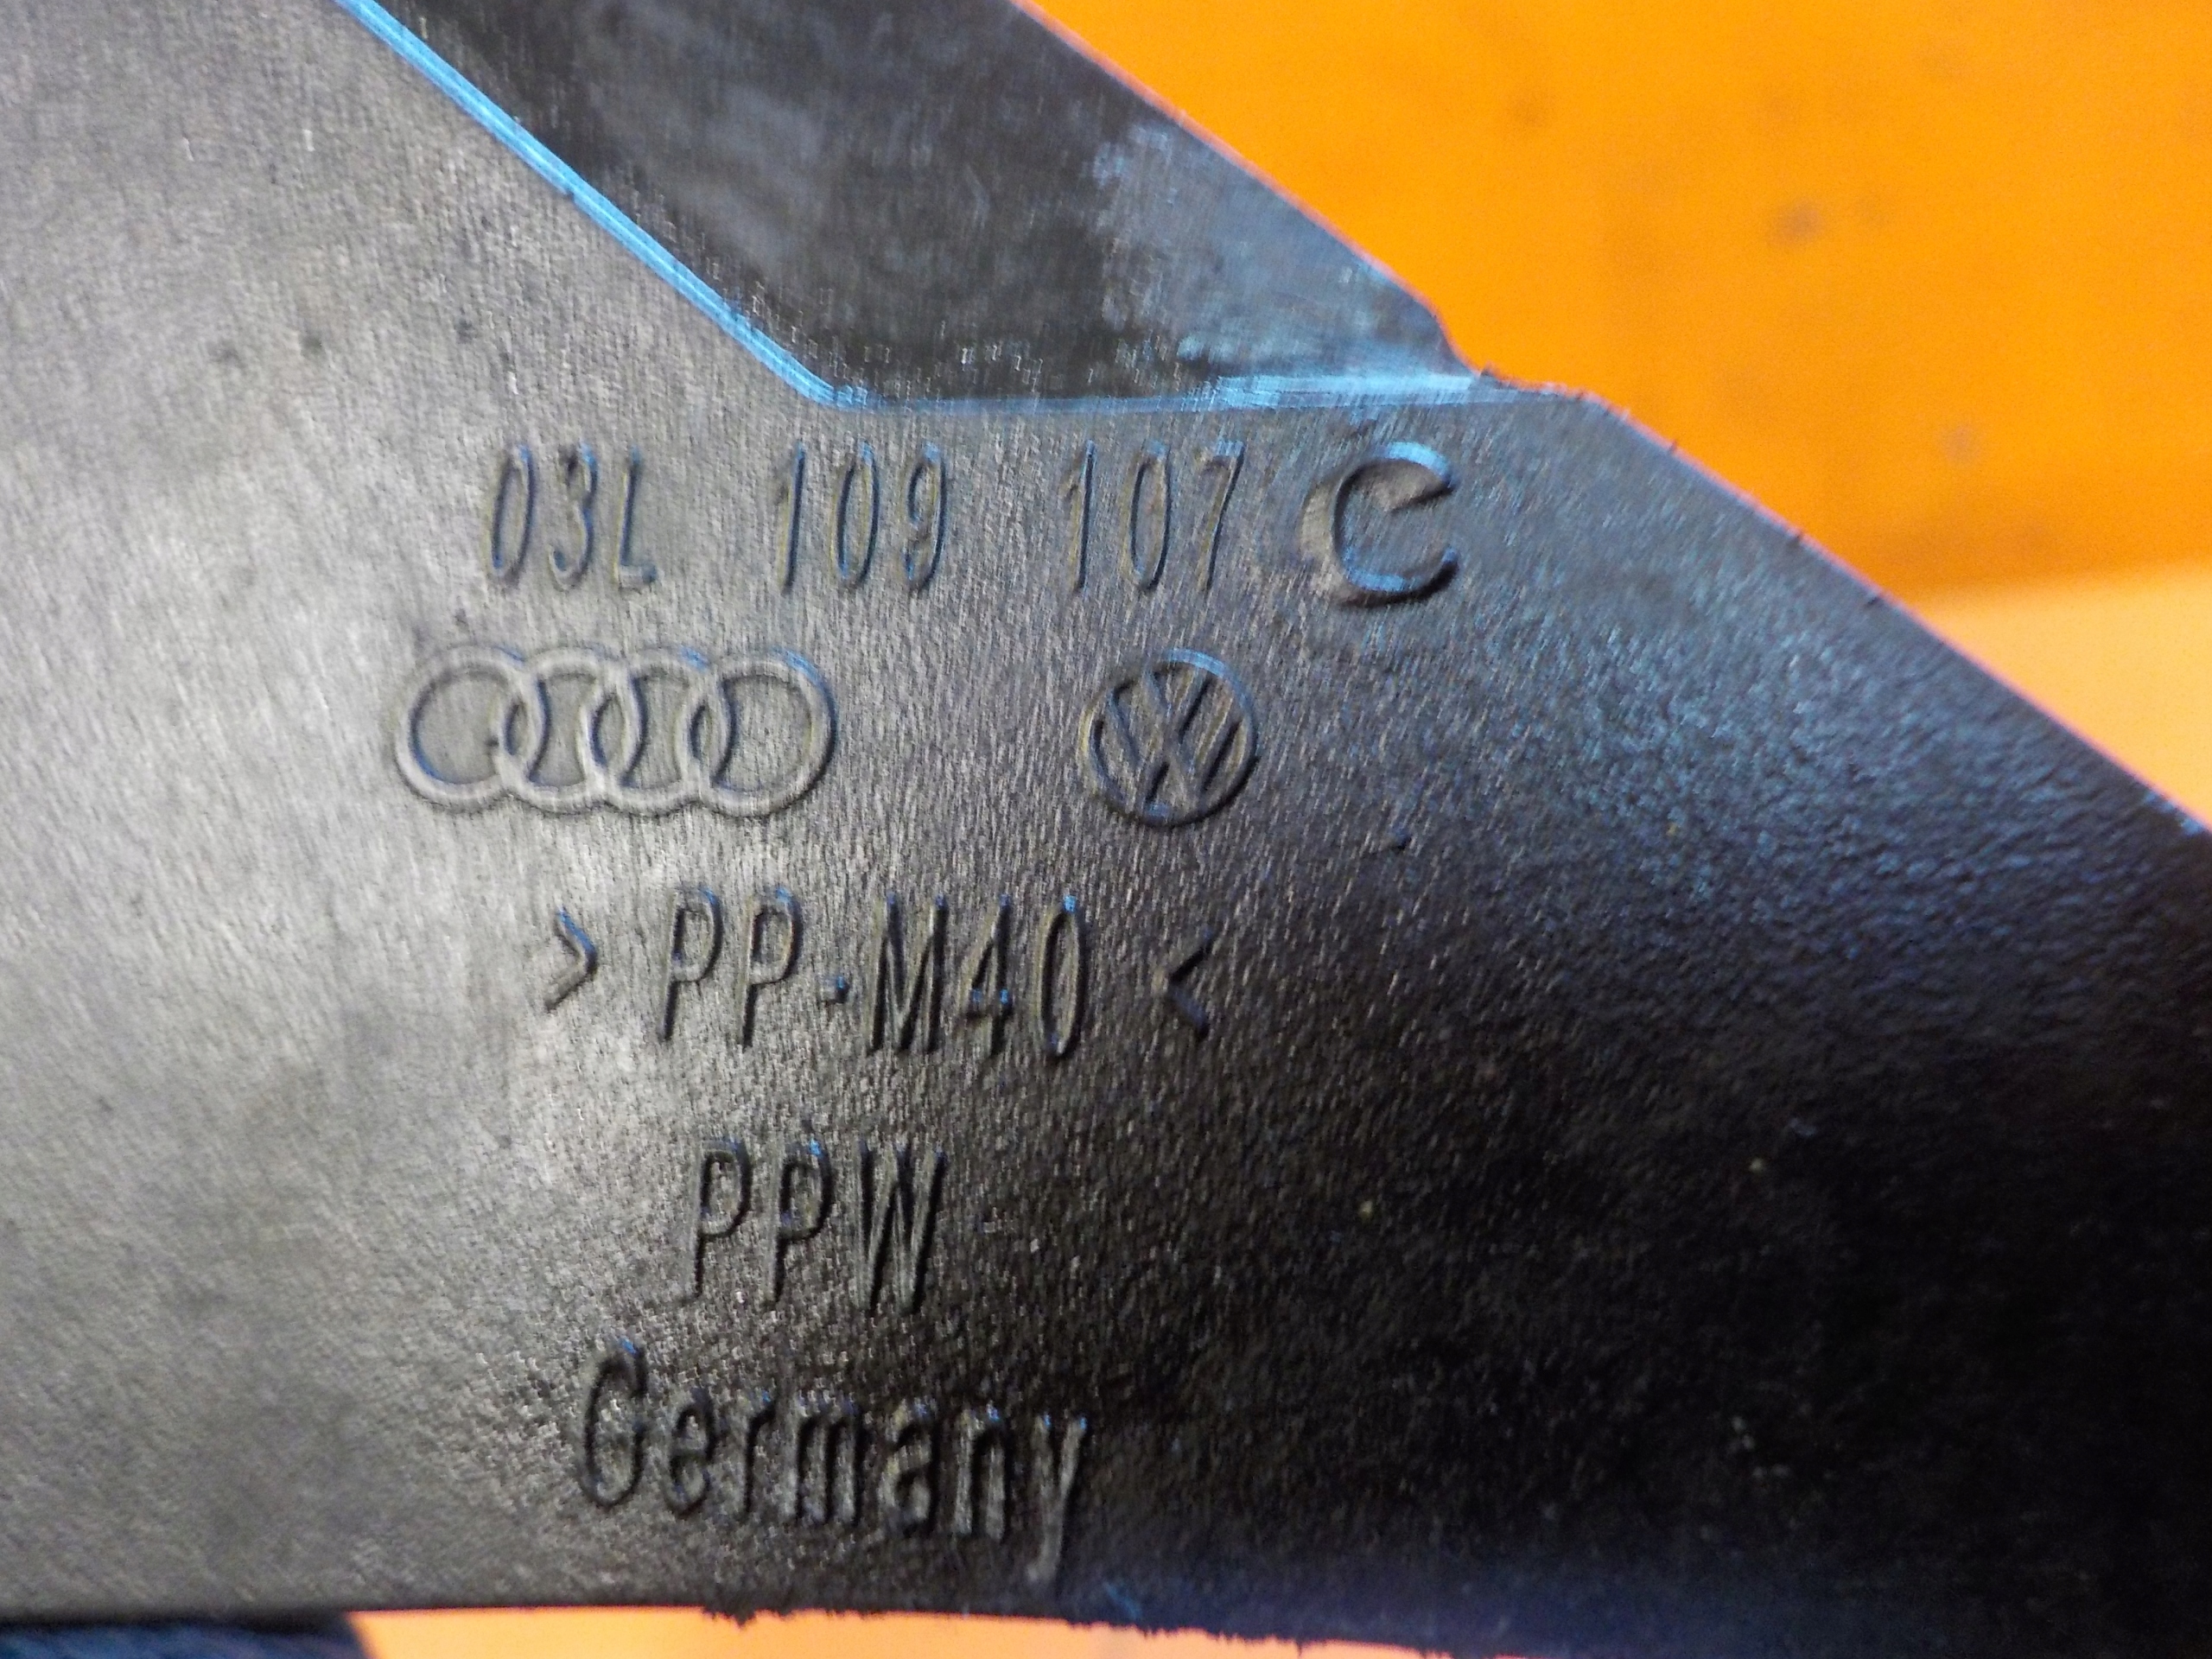 03L 109 107 C
> PP-M40 <
PPW
Germany